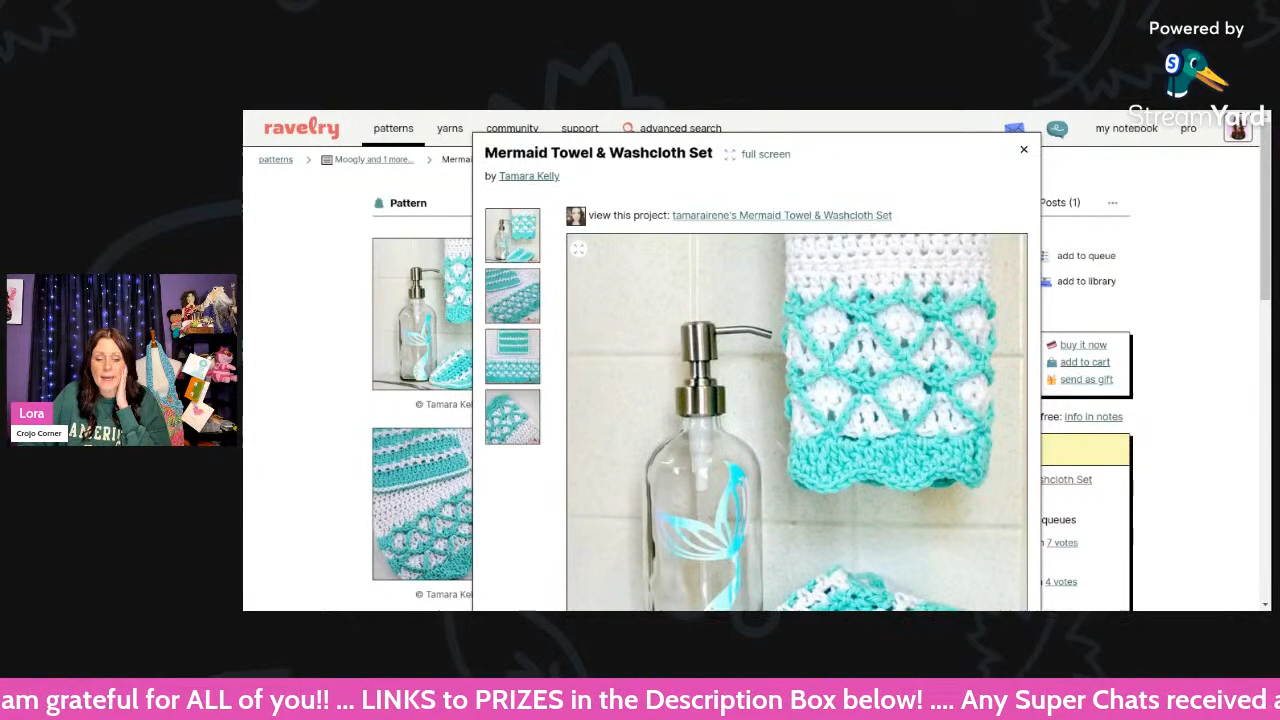 Powered by
StreamYard
ravelry
patterns yarns community support advanced search my notebook pro
patterns Moogly and 1 more... Mermai
Mermaid Towel & Washcloth Set full screen
by Tamara Kelly
Pattern
Posts (1) ...
view this project: tamarairene's Mermaid Towel & Washcloth Set
add to queue
add to library
buy it now
add to cart
send as gift
© Tamara Kel
free: info in notes
shcloth Set
queues
7 votes
4 votes
© Tamara Kel
Lora
Crojo Corner
AMERI
am grateful for ALL of you!! ... LINKS to PRIZES in the Description Box below! .... Any Super Chats received a